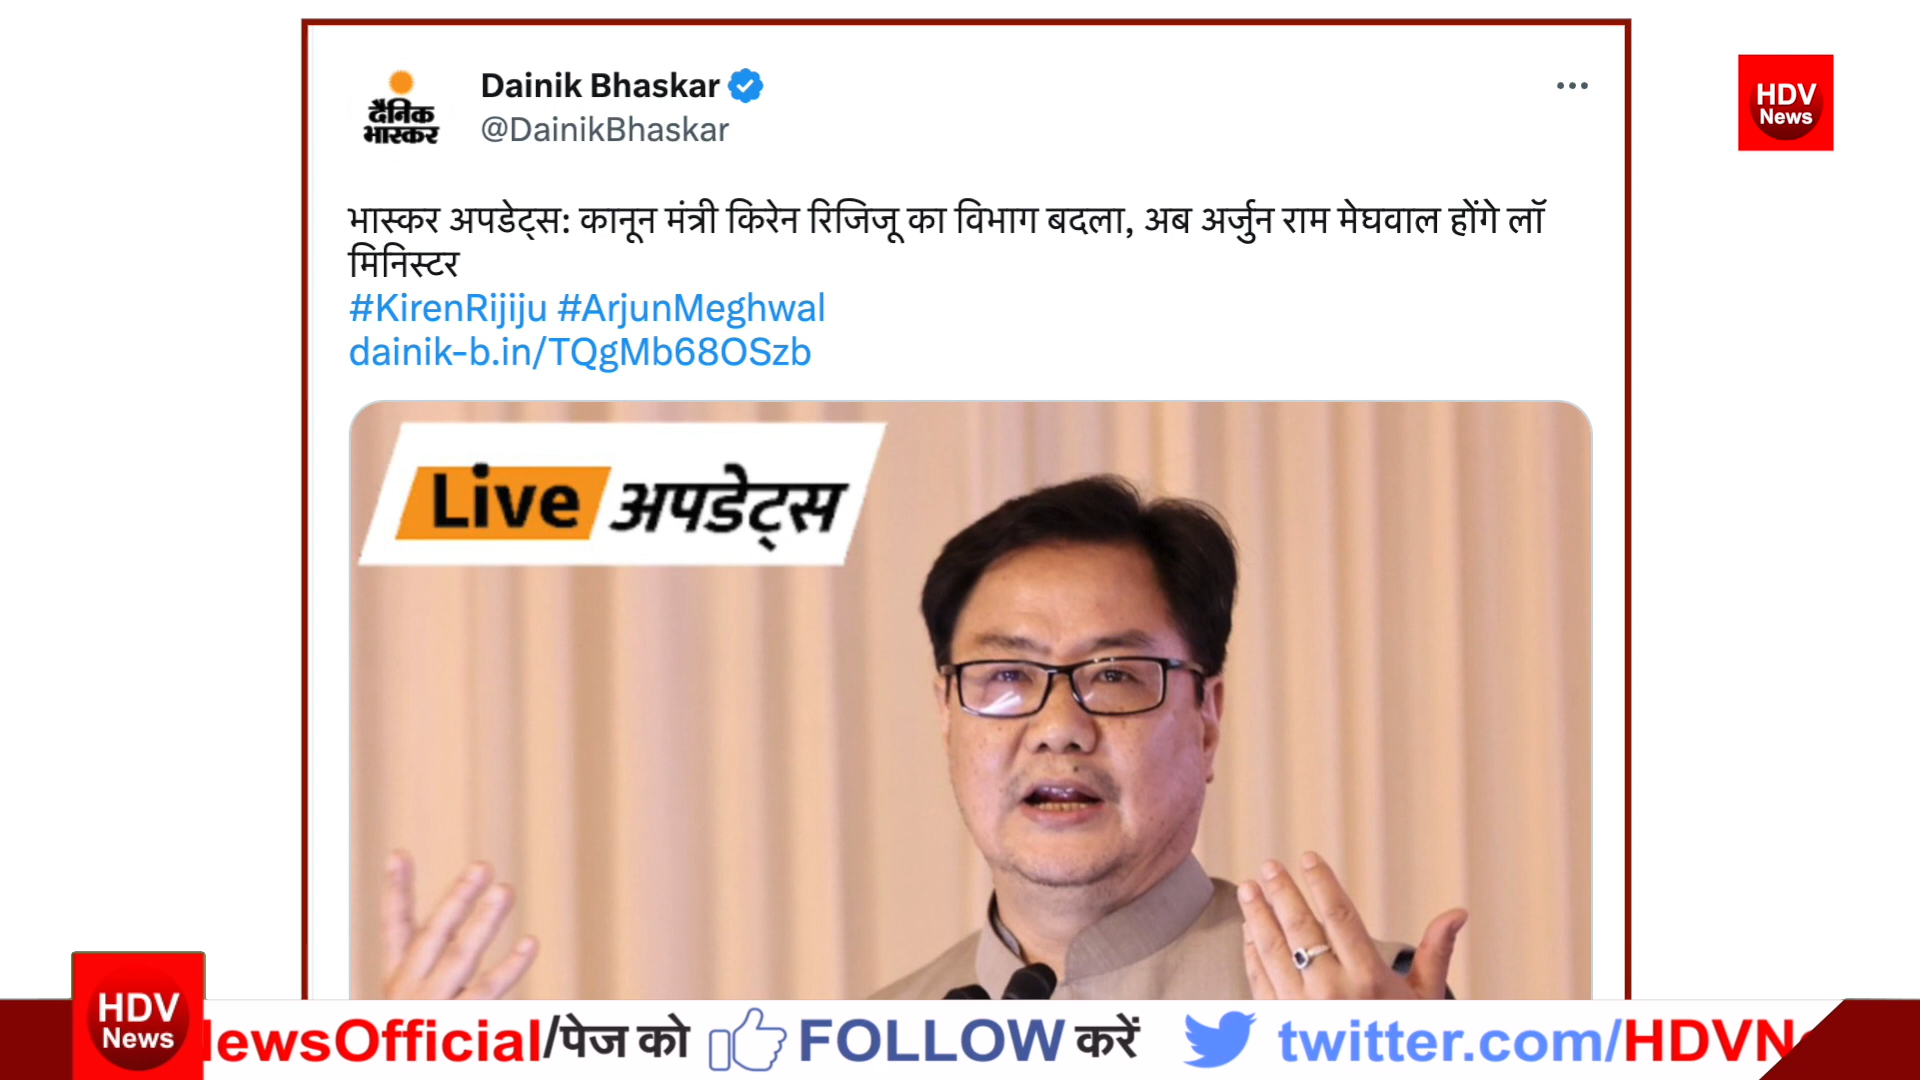 दैनिक
भास्कर
Dainik Bhaskar
@DainikBhaskar
HDV
News
भास्कर अपडेट्स: कानून मंत्री किरेन रिजिजू का विभाग बदला, अब अर्जुन राम मेघवाल होंगे लॉ
मिनिस्टर
#KirenRijiju #ArjunMeghwal
dainik-b.in/TQgMb68OSzb
Live अपडेट्स
HDV
News
ewsOfficial/पेज को FOLLOW करें twitter.com/HDVN